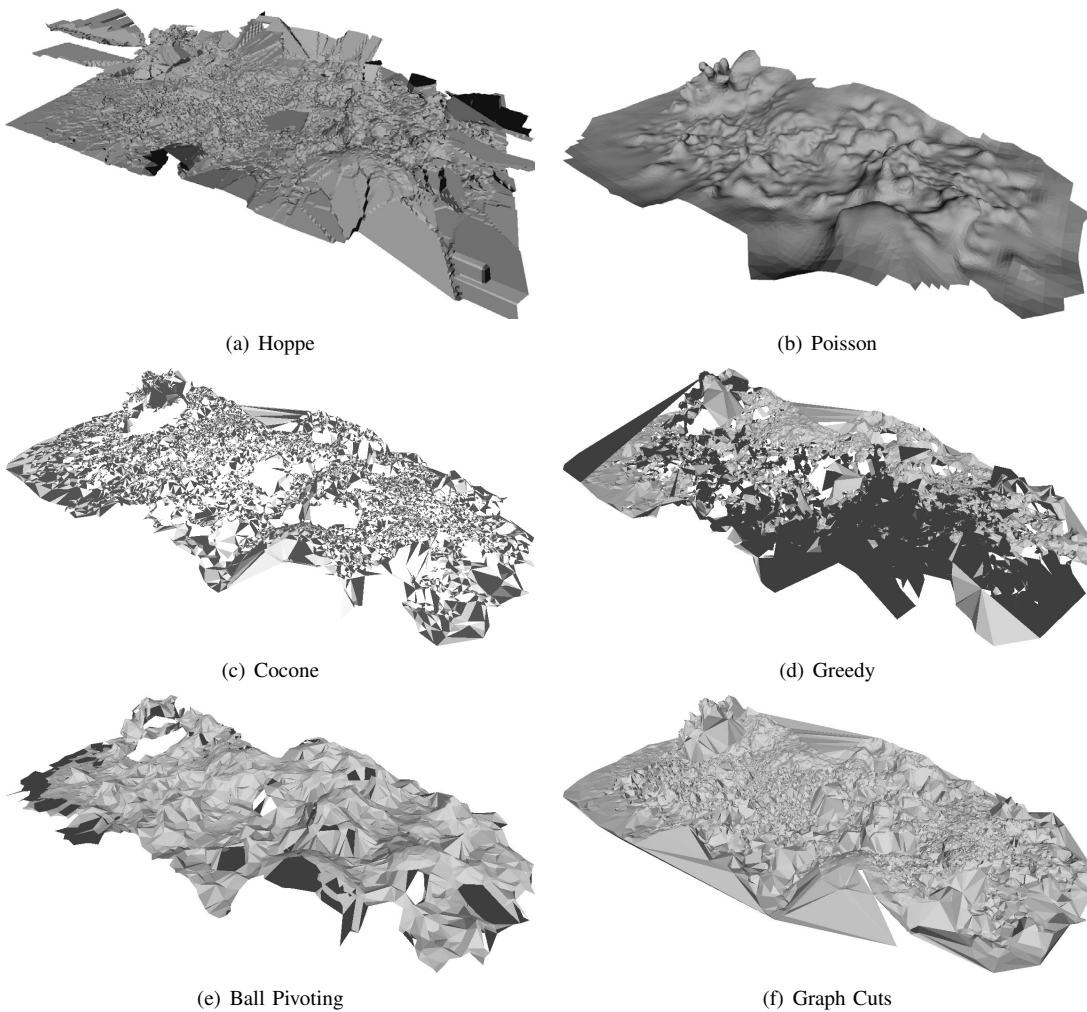 (a) Hoppe
(b) Poisson
(c) Cocone
(d) Greedy
(e) Ball Pivoting
(f) Graph Cuts